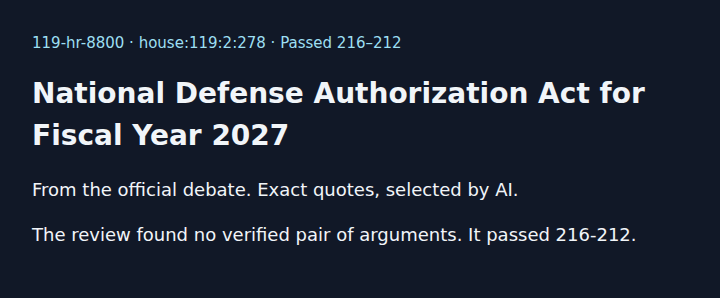 119-hr-8800 · house:119:2:278 · Passed 216–212
National Defense Authorization Act for
Fiscal Year 2027
From the official debate. Exact quotes, selected by AI.
The review found no verified pair of arguments. It passed 216-212.